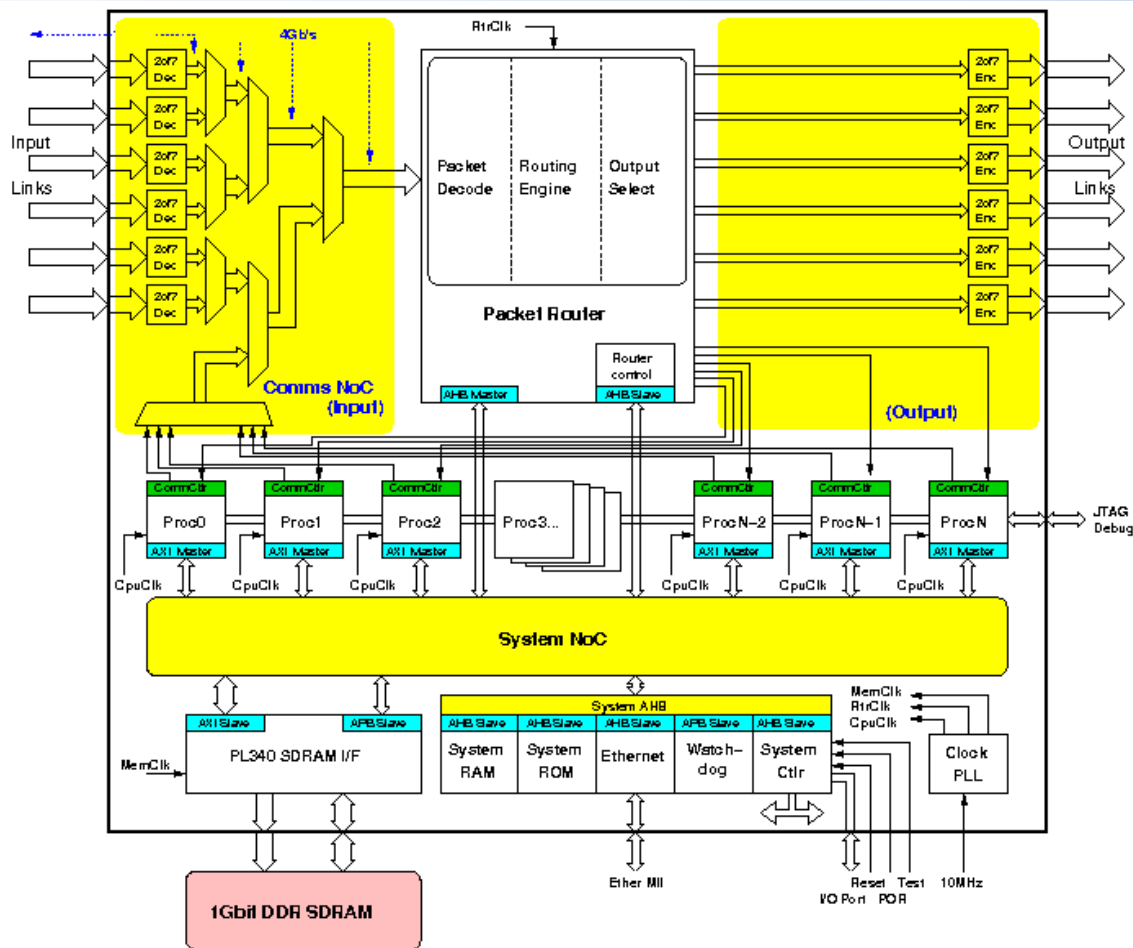 RtrClk
4Gb/s
2of7
Dec
2of7
Dec
2of7
Dec
2of7
Dec
2of7
Dec
2of7
Dec
Input
Links
Packet
Decode
Routing
Engine
Output
Select
Packet Router
Router
control
AHB Master
AHB Slave
2of7
Enc
2of7
Enc
2of7
Enc
2of7
Enc
2of7
Enc
2of7
Enc
Output
Links
Comms NoC
(Input)
(Output)
CommCtlr
Proc0
AXI Master
CommCtlr
Proc1
AXI Master
CommCtlr
Proc2
AXI Master
Proc3...
CommCtlr
ProcN-2
AXI Master
CommCtlr
ProcN-1
AXI Master
CommCtlr
ProcN
AXI Master
JTAG
Debug
CpuClk
CpuClk
CpuClk
CpuClk
CpuClk
CpuClk
System NoC
AXI Slave
APB Slave
PL340 SDRAM I/F
MemClk
System AHB
AHB Slave
AHB Slave
AHB Slave
APB Slave
AHB Slave
System
RAM
System
ROM
Ethernet
Watch-
dog
System
Ctlr
MemClk
RtrClk
CpuClk
Clock
PLL
Ether MII
I/O Port
Reset
POR
Test
10MHz
1Gbit DDR SDRAM